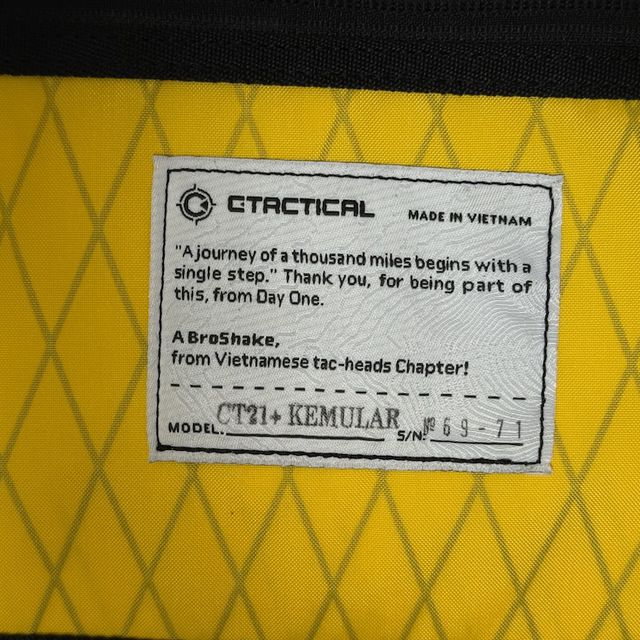 CTACTICAL MADE IN VIETNAM
"A journey of a thousand miles begins with a
single step." Thank you, for being part of
this, from Day One.
A BroShake,
from Vietnamese tac-heads Chapter!
MODEL: CT21+ KEMULAR S/N: № 69-71